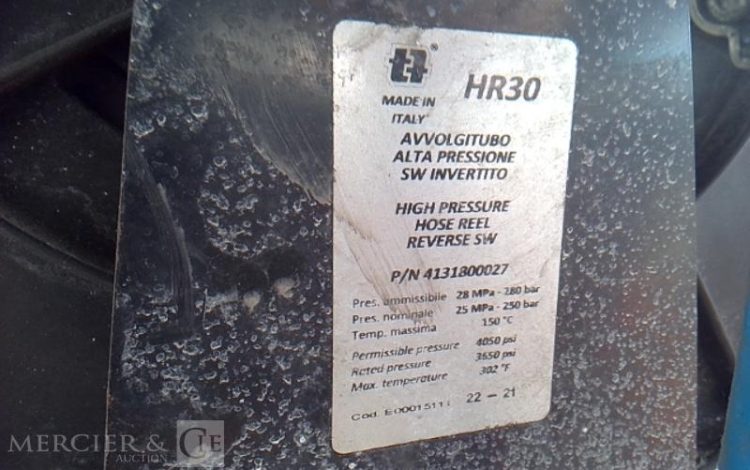 HR30
MADE IN
ITALY
AVVOLGITUBO
ALTA PRESSIONE
SW INVERTITO
HIGH PRESSURE
HOSE REEL
REVERSE SW
P/N 4131800027
Pres. ammissibile 28 MPa - 280 bar
Pres. nominale 25 MPa - 250 bar
Temp. massima 150 °C
Permissible pressure 4050 psi
Rated pressure 3650 psi
Max. temperature 302 °F
Cod. 22 - 21
MERCIER & CIE
AUCTION